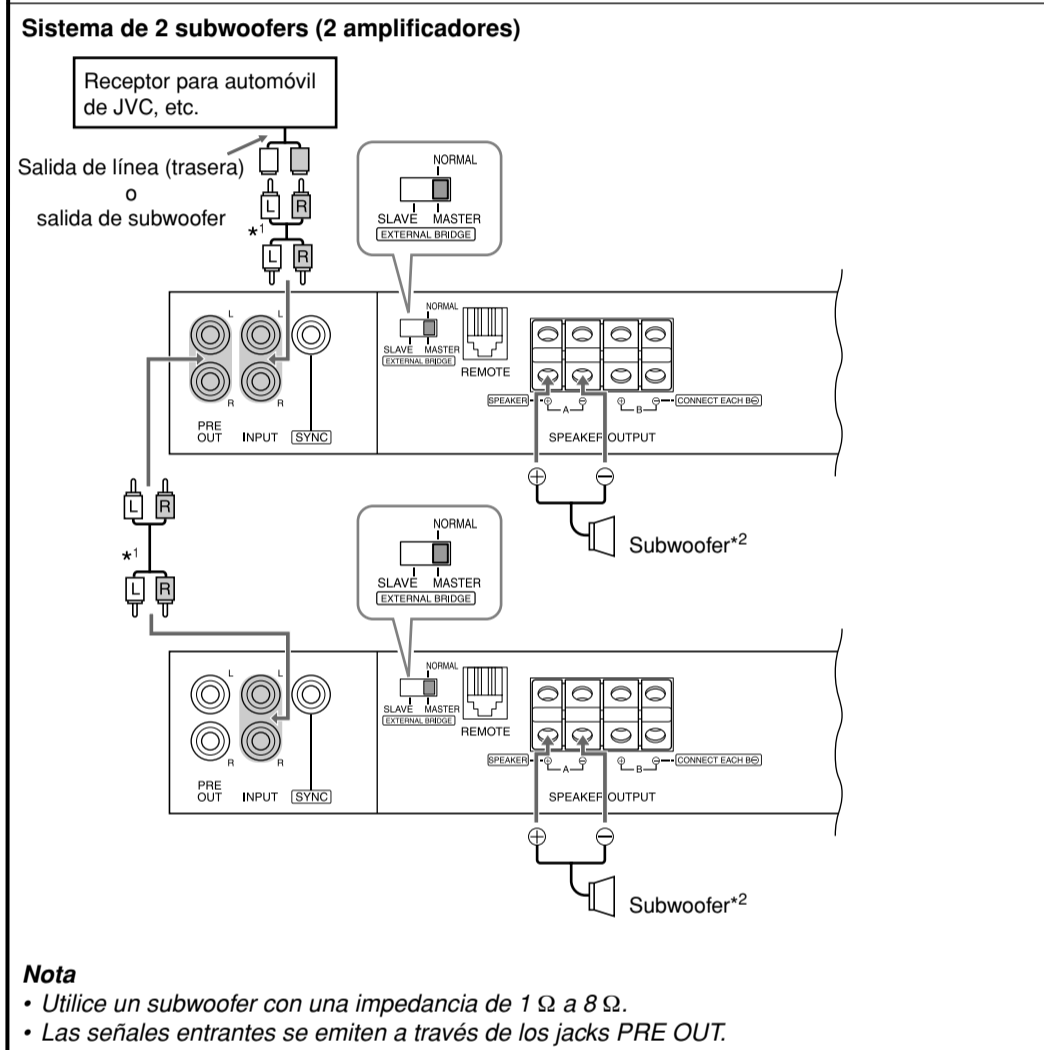 Sistema de 2 subwoofers (2 amplificadores)
Receptor para automóvil
de JVC, etc.
Salida de línea (trasera)
o
salida de subwoofer
L R
*1
L R
NORMAL
SLAVE MASTER
EXTERNAL BRIDGE
L
L
R
R
PRE
OUT
INPUT
SYNC
NORMAL
SLAVE MASTER
EXTERNAL BRIDGE
REMOTE
SPEAKER
⊕ A ⊖
⊕ B ⊖
CONNECT EACH B⊖
SPEAKER OUTPUT
⊕ ⊖
Subwoofer*2
L R
*1
L R
NORMAL
SLAVE MASTER
EXTERNAL BRIDGE
L
L
R
R
PRE
OUT
INPUT
SYNC
NORMAL
SLAVE MASTER
EXTERNAL BRIDGE
REMOTE
SPEAKER
⊕ A ⊖
⊕ B ⊖
CONNECT EACH B⊖
SPEAKER OUTPUT
⊕ ⊖
Subwoofer*2
Nota
• Utilice un subwoofer con una impedancia de 1 Ω a 8 Ω.
• Las señales entrantes se emiten a través de los jacks PRE OUT.